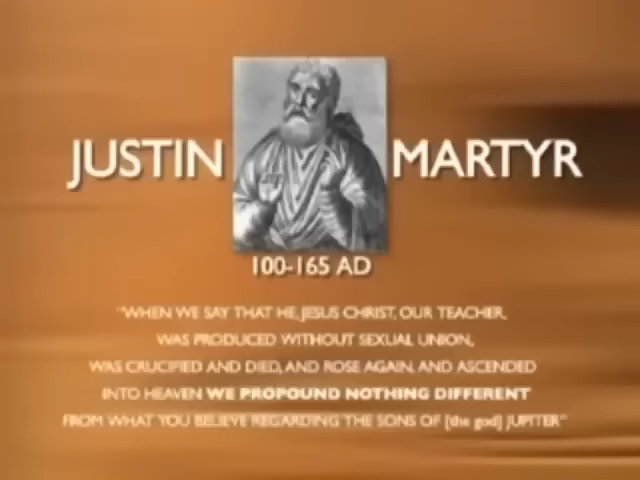 JUSTIN MARTYR
100-165 AD
"WHEN WE SAY THAT HE, JESUS CHRIST, OUR TEACHER,
WAS PRODUCED WITHOUT SEXUAL UNION,
WAS CRUCIFIED AND DIED, AND ROSE AGAIN, AND ASCENDED
INTO HEAVEN WE PROPOUND NOTHING DIFFERENT
FROM WHAT YOU BELIEVE REGARDING THE SONS OF [the god] JUPITER"